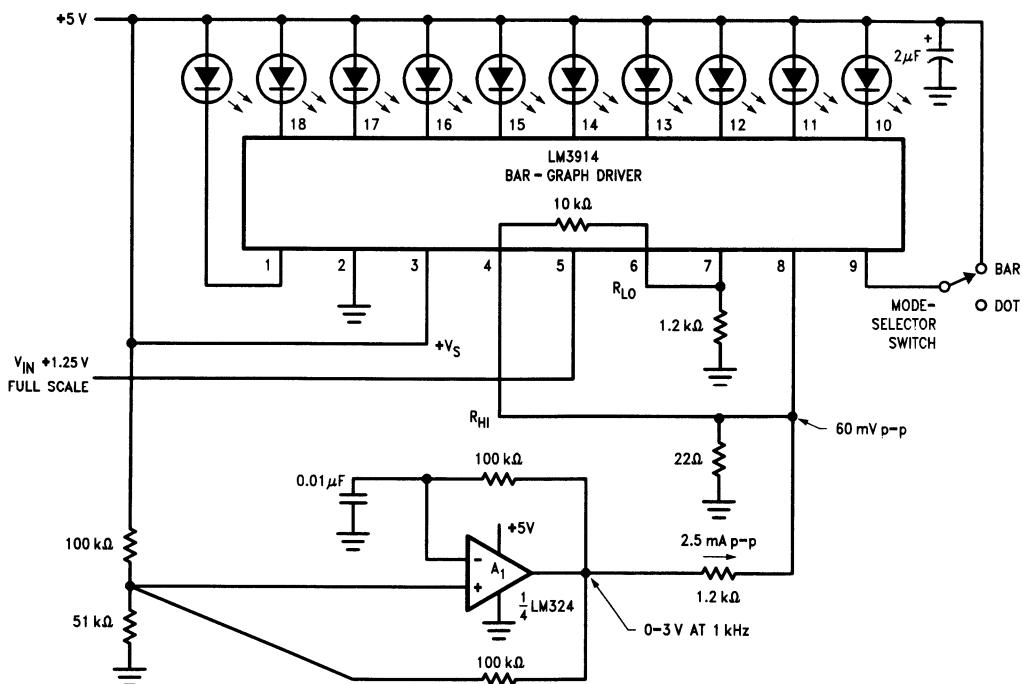 +5 V
2μF
18 17 16 15 14 13 12 11 10
LM3914
BAR – GRAPH DRIVER
10 kΩ
1 2 3 4 5 6 7 8 9
BAR
DOT
MODE-
SELECTOR
SWITCH
R_LO
1.2 kΩ
+V_S
V_IN +1.25 V
FULL SCALE
R_HI
60 mV p-p
22Ω
100 kΩ
0.01μF
+5V
2.5 mA p-p
100 kΩ
-
A₁
+
1/4 LM324
1.2 kΩ
51 kΩ
0–3 V AT 1 kHz
100 kΩ
+